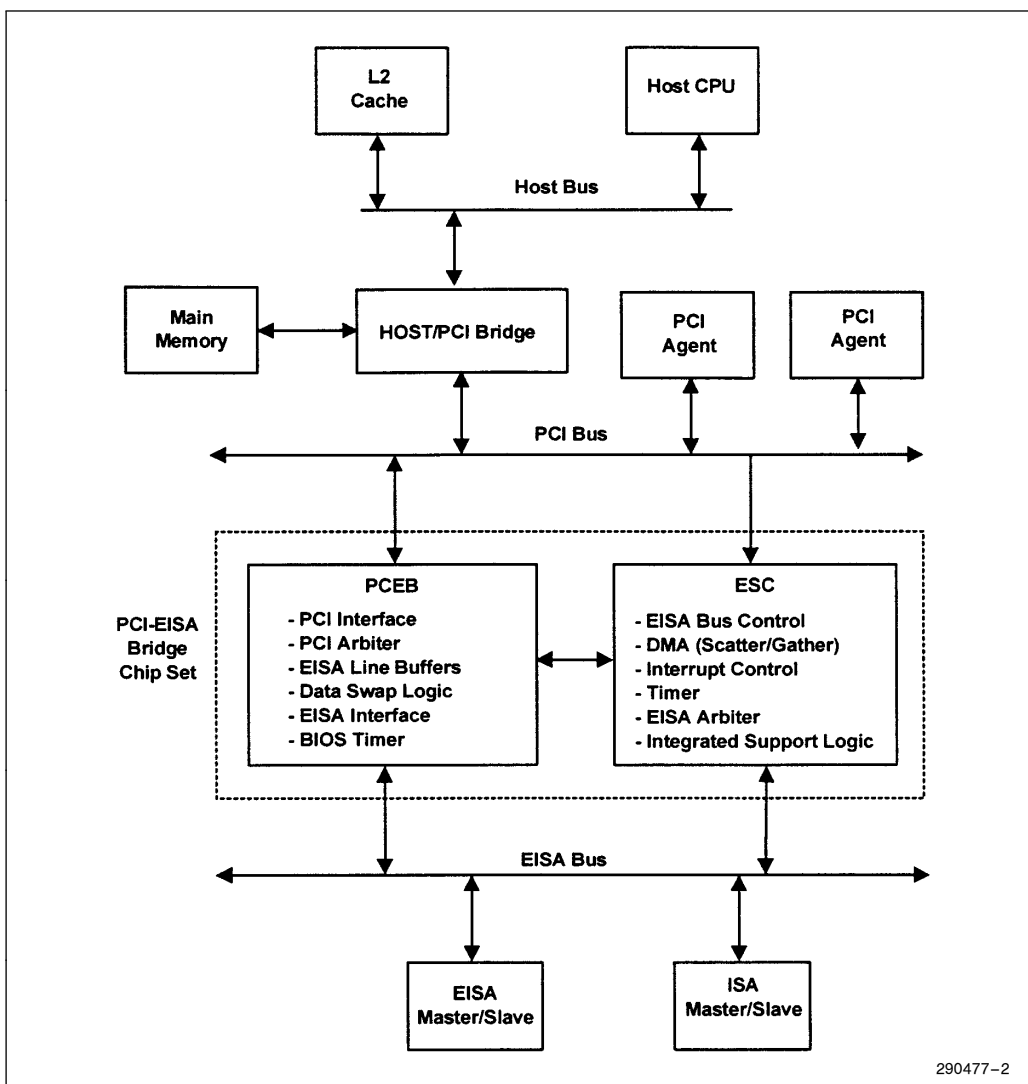 L2
Cache
Host CPU
Host Bus
Main
Memory
HOST/PCI Bridge
PCI
Agent
PCI
Agent
PCI Bus
PCI-EISA
Bridge
Chip Set
PCEB
- PCI Interface
- PCI Arbiter
- EISA Line Buffers
- Data Swap Logic
- EISA Interface
- BIOS Timer
ESC
- EISA Bus Control
- DMA (Scatter/Gather)
- Interrupt Control
- Timer
- EISA Arbiter
- Integrated Support Logic
EISA Bus
EISA
Master/Slave
ISA
Master/Slave
290477-2